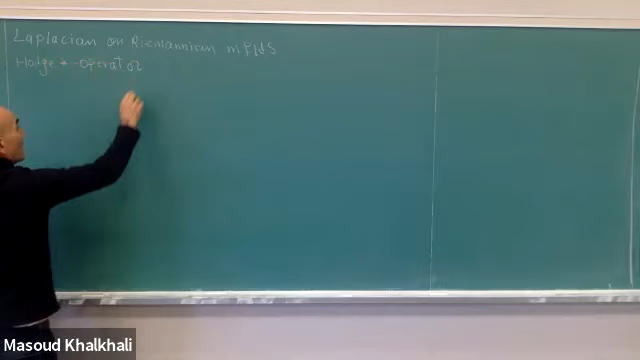 Laplacian on Riemannian mflds
Hodge *-Operator
Masoud Khalkhali